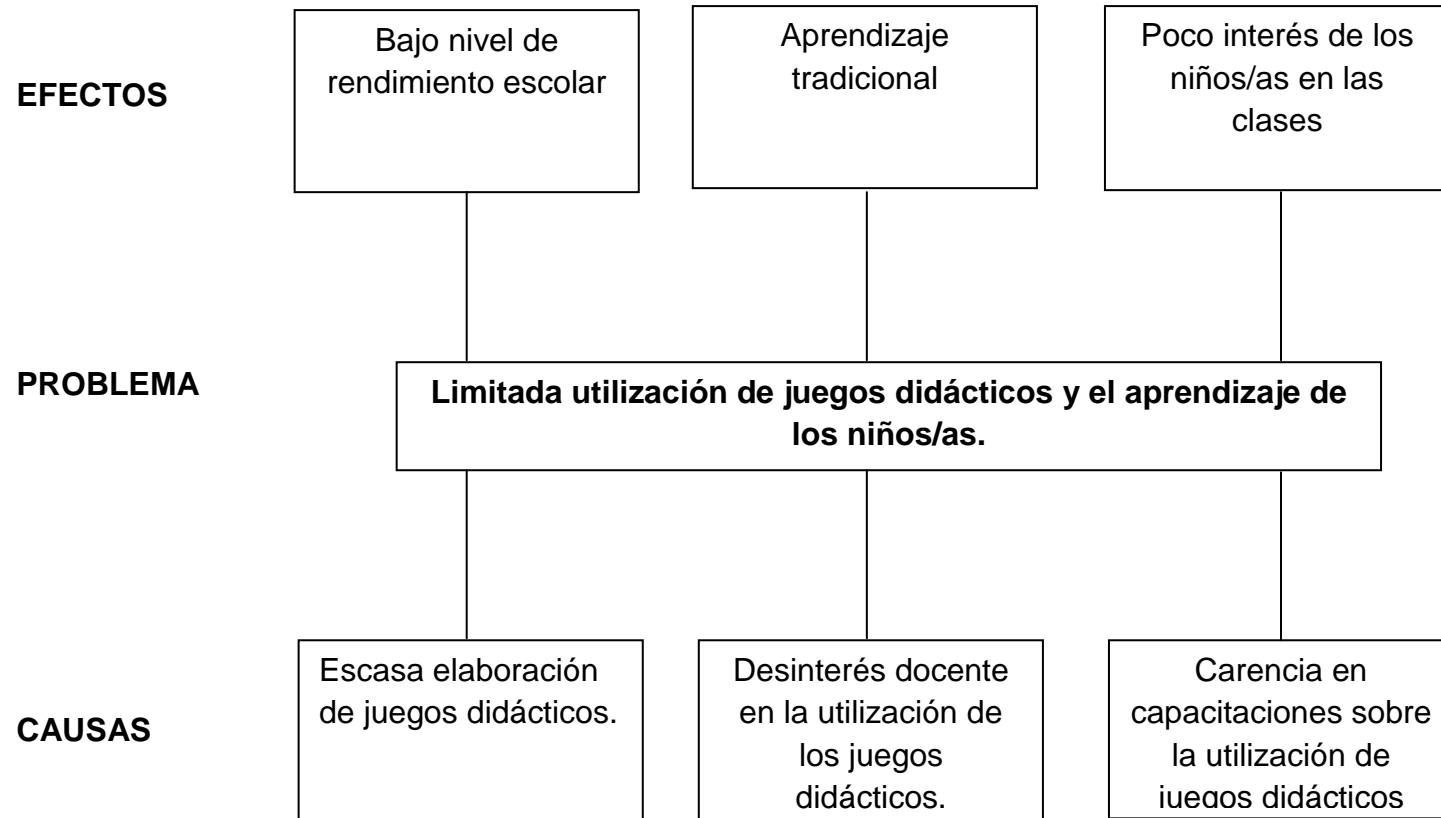 EFECTOS
Bajo nivel de
rendimiento escolar
Aprendizaje
tradicional
Poco interés de los
niños/as en las
clases
PROBLEMA
Limitada utilización de juegos didácticos y el aprendizaje de
los niños/as.
CAUSAS
Escasa elaboración
de juegos didácticos.
Desinterés docente
en la utilización de
los juegos
didácticos.
Carencia en
capacitaciones sobre
la utilización de
juegos didácticos